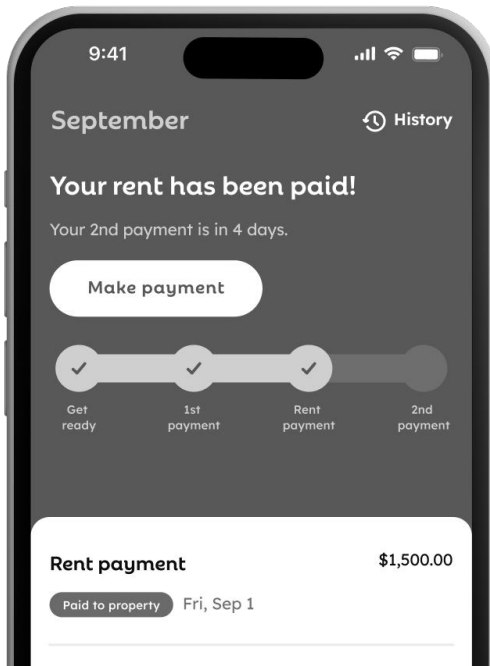 9:41
September
History
Your rent has been paid!
Your 2nd payment is in 4 days.
Make payment
Get ready
1st payment
Rent payment
2nd payment
Rent payment
$1,500.00
Paid to property
Fri, Sep 1